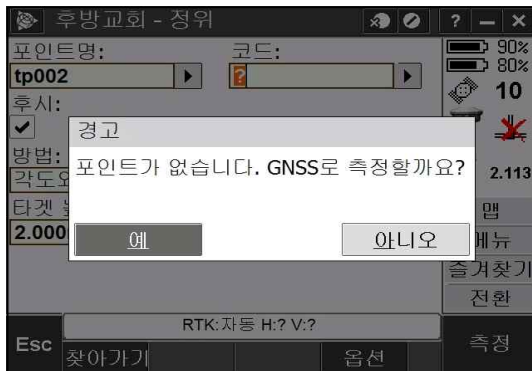 후방교회 - 정위
? – ×
포인트명:
코드:
90%
80%
tp002
?
10
후시:
경고
방법:
포인트가 없습니다. GNSS로 측정할까요?
2.113
타겟
맵
2.000
예
아니오
메뉴
즐겨찾기
전환
RTK:자동 H:? V:?
Esc
찾아가기
옵션
측정